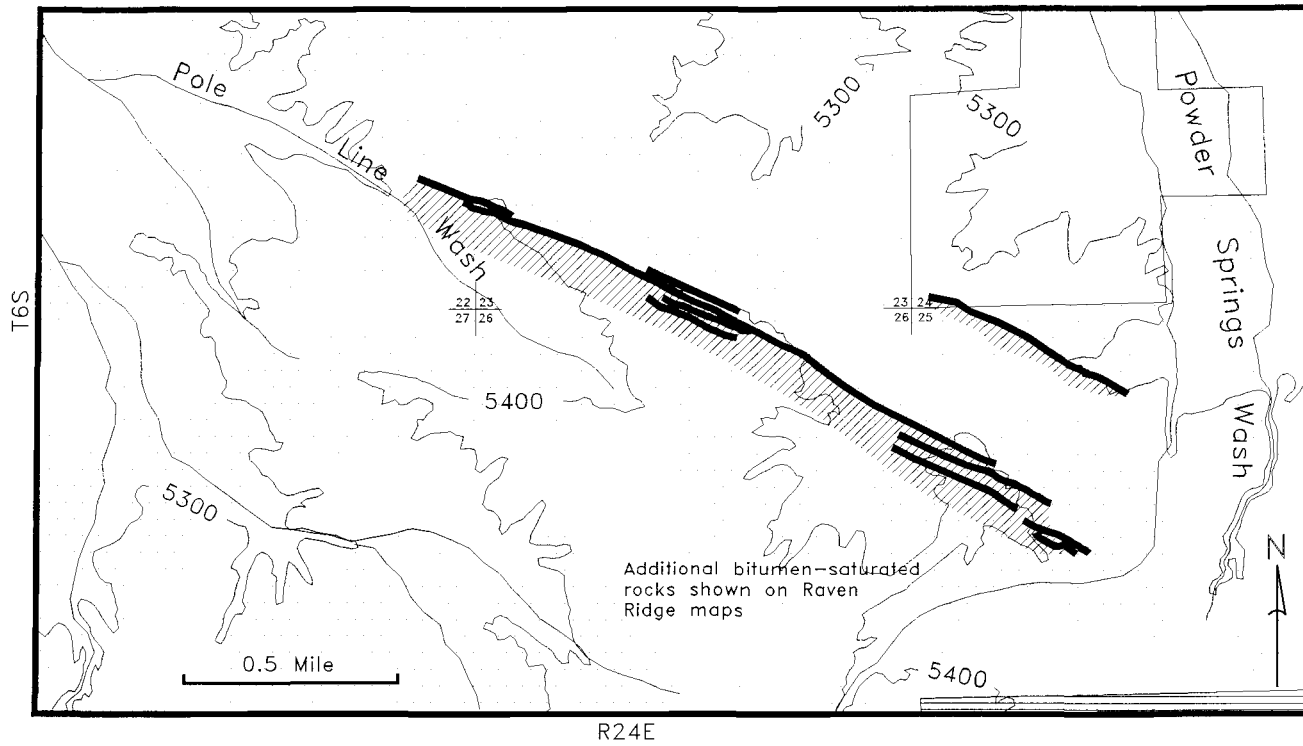 Pole
Line
Wash
5300
5300
Powder
Springs
Wash
T6S
22 23
27 26
23 24
26 25
5400
5300
Additional bitumen-saturated
rocks shown on Raven
Ridge maps
N
0.5 Mile
5400
R24E